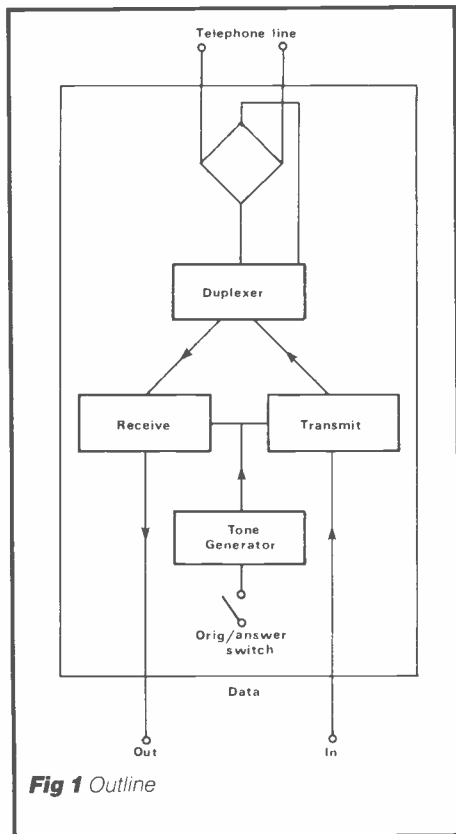 Telephone line
Duplexer
Receive
Transmit
Tone
Generator
Orig/answer
switch
Data
Out
In
Fig 1 Outline